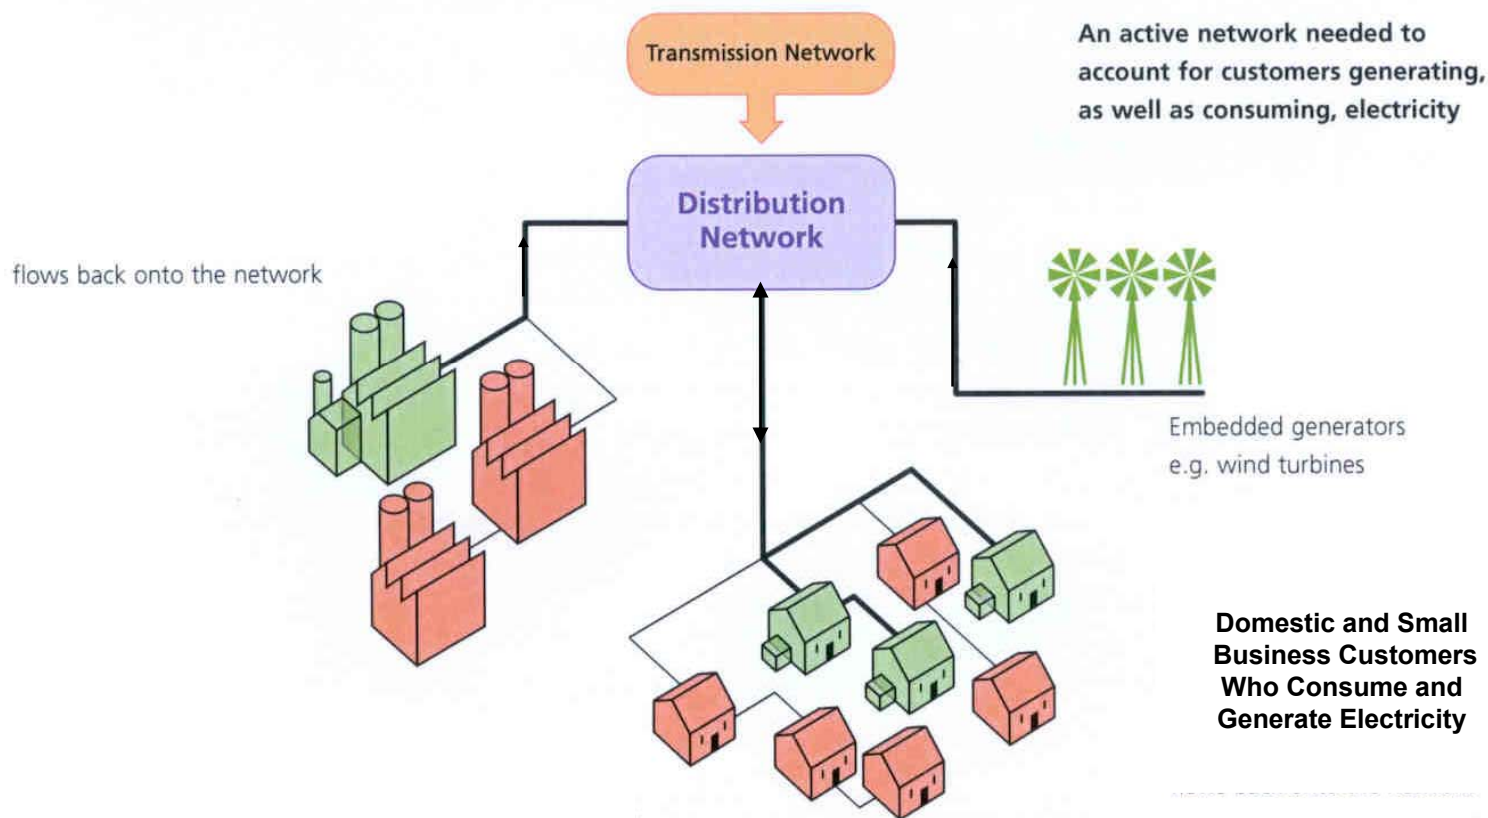 Transmission Network
An active network needed to
account for customers generating,
as well as consuming, electricity
Distribution
Network
flows back onto the network
Embedded generators
e.g. wind turbines
Domestic and Small
Business Customers
Who Consume and
Generate Electricity